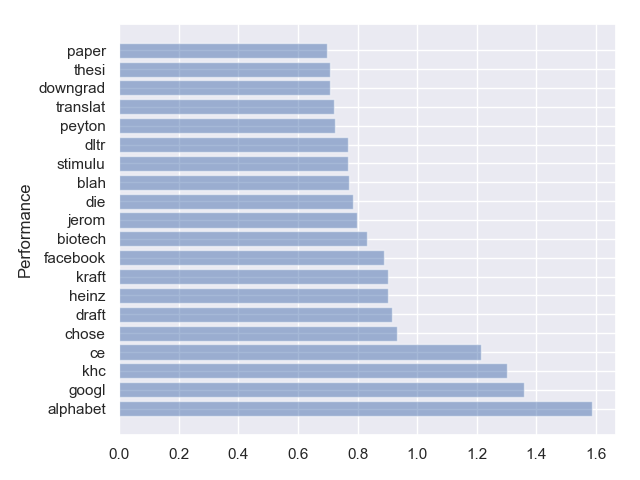 paper
thesi
downgrad
translat
peyton
dltr
stimulu
blah
die
jerom
biotech
facebook
kraft
heinz
draft
chose
ce
khc
googl
alphabet
Performance
0.0 0.2 0.4 0.6 0.8 1.0 1.2 1.4 1.6